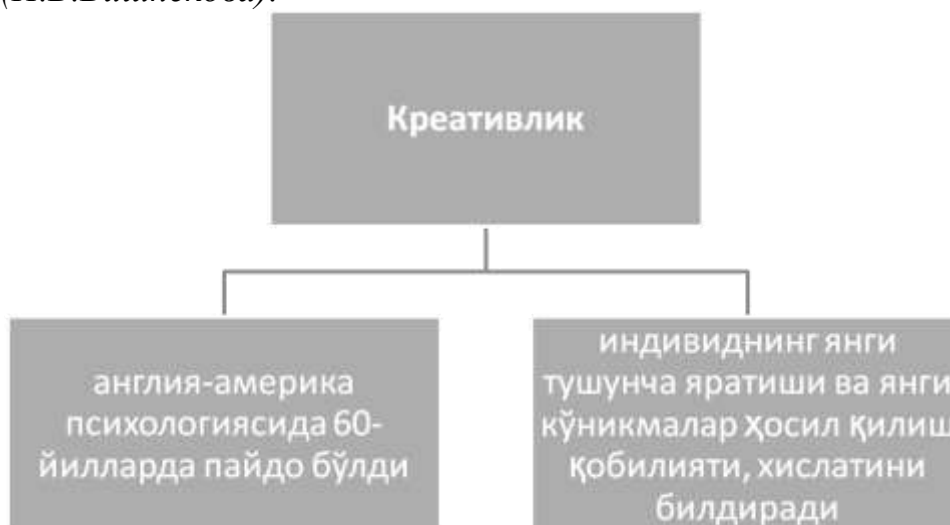 Креативлик
англия-америка
психологиясида 60-
йилларда пайдо бўлди
индивиднинг янги
тушунча яратиши ва янги
кўникмалар ҳосил қилиш
қобилияти, хислатини
билдиради